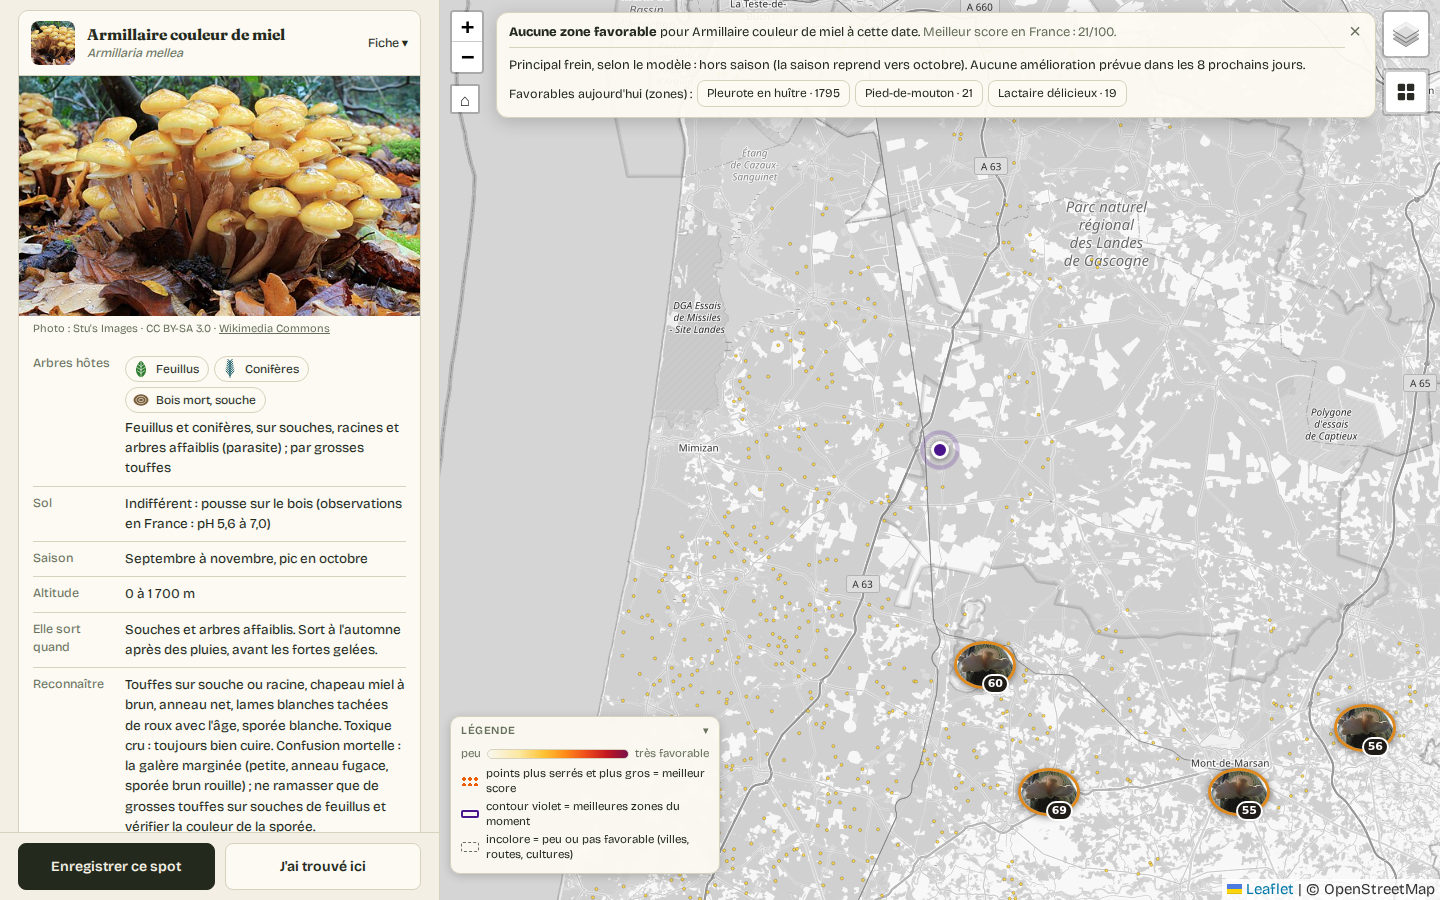 Armillaire couleur de miel
Armillaria mellea
Fiche ▾
Photo : Stu's Images · CC BY-SA 3.0 · Wikimedia Commons
Arbres hôtes
Feuillus
Conifères
Bois mort, souche
Feuillus et conifères, sur souches, racines et
arbres affaiblis (parasite) ; par grosses
touffes
Sol
Indifférent : pousse sur le bois (observations
en France : pH 5,6 à 7,0)
Saison
Septembre à novembre, pic en octobre
Altitude
0 à 1 700 m
Elle sort
quand
Souches et arbres affaiblis. Sort à l'automne
après des pluies, avant les fortes gelées.
Reconnaître
Touffes sur souche ou racine, chapeau miel à
brun, anneau net, lames blanches tachées
de roux avec l'âge, sporée blanche. Toxique
cru : toujours bien cuire. Confusion mortelle :
la galère marginée (petite, anneau fugace,
sporée brun rouille) ; ne ramasser que de
grosses touffes sur souches de feuillus et
vérifier la couleur de la sporée.
Enregistrer ce spot
J'ai trouvé ici
+
−
⌂
Bassin
La Teste-de-
A 660
Aucune zone favorable pour Armillaire couleur de miel à cette date. Meilleur score en France : 21/100.
×
Principal frein, selon le modèle : hors saison (la saison reprend vers octobre). Aucune amélioration prévue dans les 8 prochains jours.
Favorables aujourd'hui (zones) :
Pleurote en huître · 1795
Pied-de-mouton · 21
Lactaire délicieux · 19
Étang
de Cazaux-
Sanguinet
A 63
Parc naturel
régional
des Landes
de Gascogne
DGA Essais
de Missiles
- Site Landes
A 65
Polygone
d'essais
de Captieux
Mimizan
A 63
60
56
Mont-de-Marsan
69
55
LÉGENDE
▾
peu
très favorable
points plus serrés et plus gros = meilleur
score
contour violet = meilleures zones du
moment
incolore = peu ou pas favorable (villes,
routes, cultures)
Leaflet | © OpenStreetMap